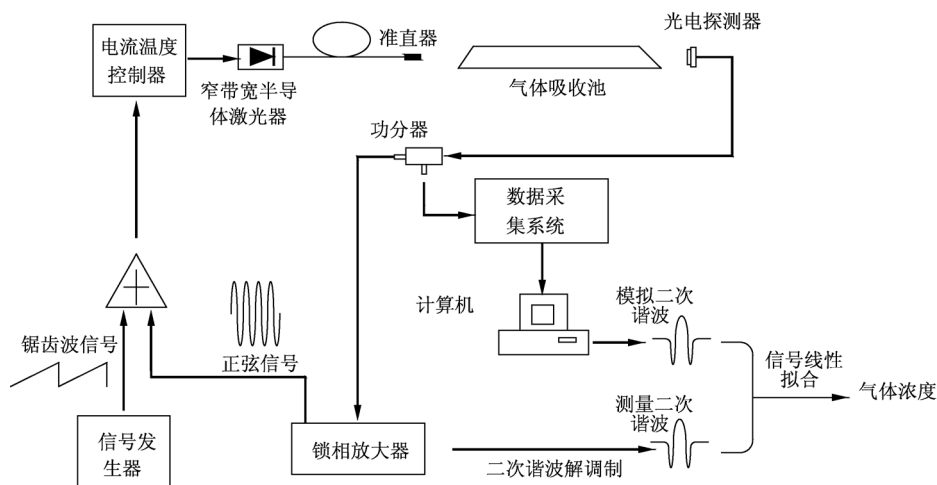 电流温度
控制器
窄带宽半导
体激光器
准直器
气体吸收池
光电探测器
功分器
数据采
集系统
计算机
模拟二次
谐波
锯齿波信号
正弦信号
信号线性
拟合
气体浓度
测量二次
谐波
信号发
生器
锁相放大器
二次谐波解调制